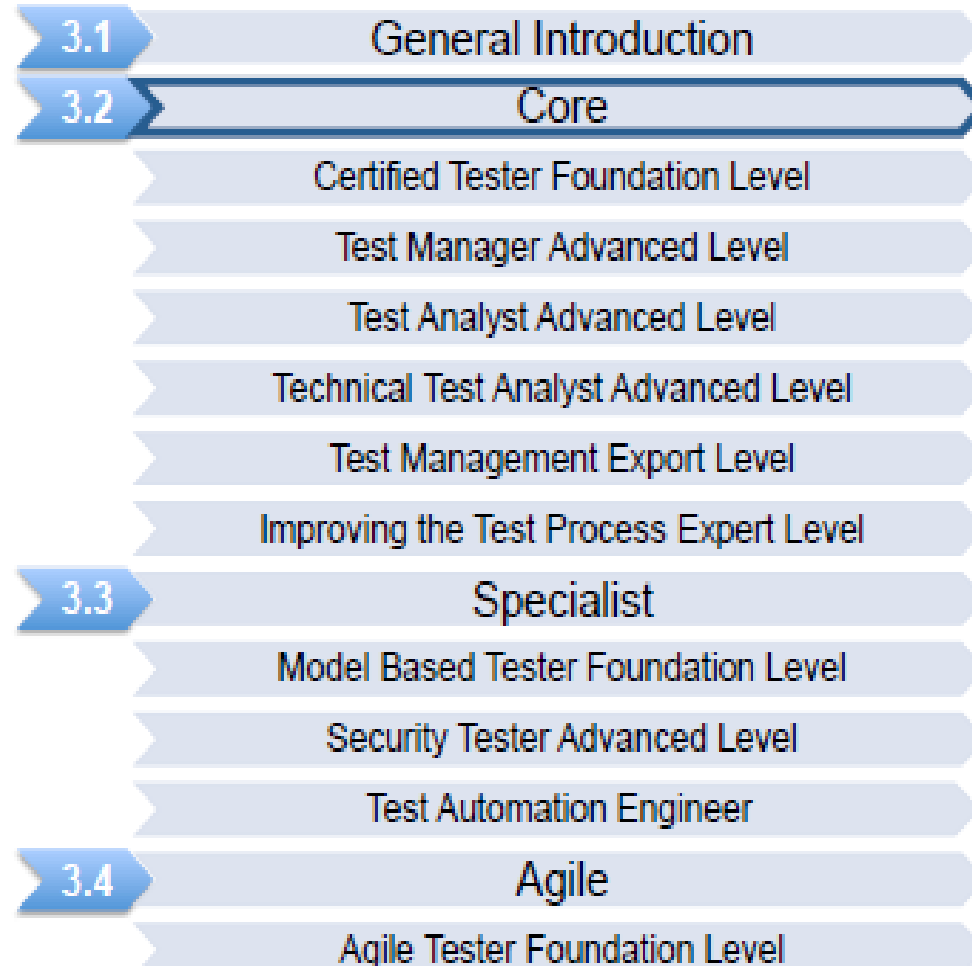 3.1 General Introduction
3.2 Core
Certified Tester Foundation Level
Test Manager Advanced Level
Test Analyst Advanced Level
Technical Test Analyst Advanced Level
Test Management Export Level
Improving the Test Process Expert Level
3.3 Specialist
Model Based Tester Foundation Level
Security Tester Advanced Level
Test Automation Engineer
3.4 Agile
Agile Tester Foundation Level